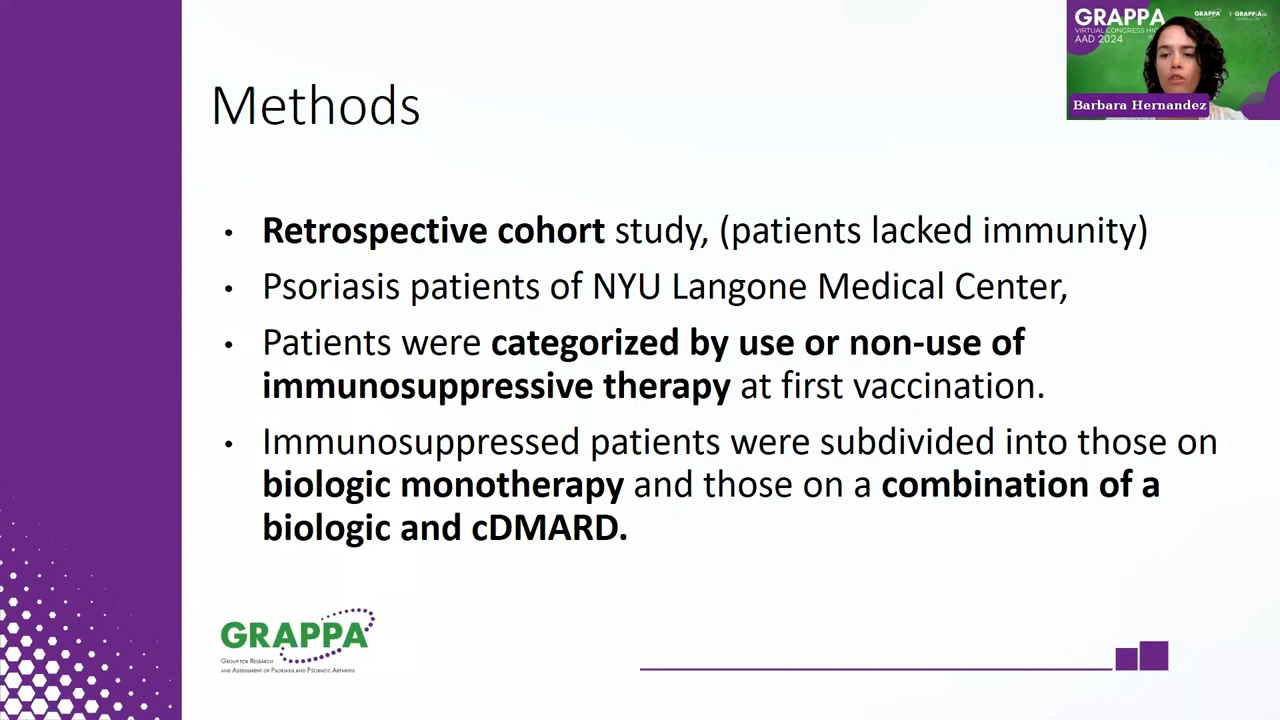 GRAPPA
VIRTUAL CONGRESS HIG
AAD 2024
GRAPPA
Barbara Hernandez
Methods
• Retrospective cohort study, (patients lacked immunity)
• Psoriasis patients of NYU Langone Medical Center,
• Patients were categorized by use or non-use of
immunosuppressive therapy at first vaccination.
• Immunosuppressed patients were subdivided into those on
biologic monotherapy and those on a combination of a
biologic and cDMARD.
GRAPPA
Group for Research
and Assessment of Psoriasis and Psoriatic Arthritis